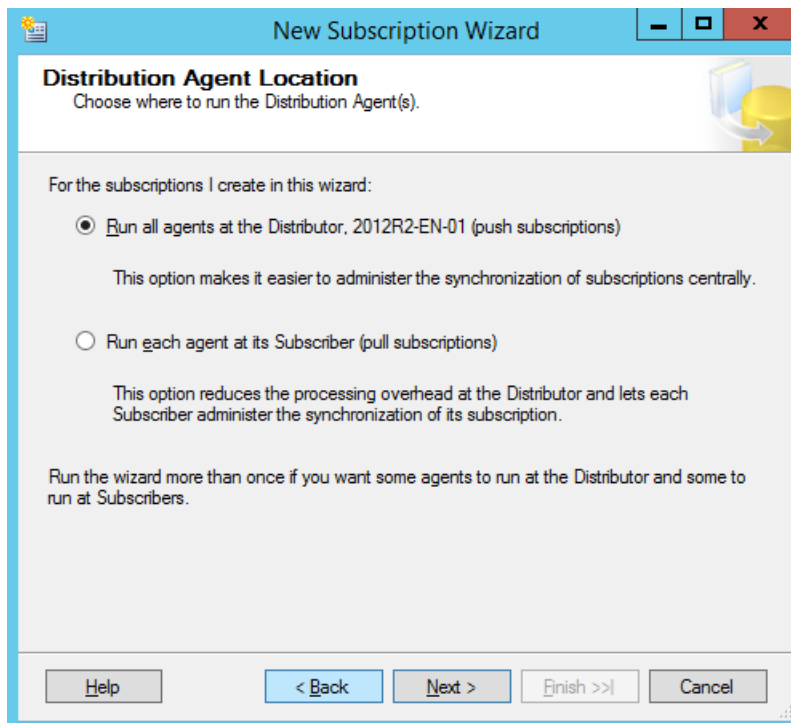 New Subscription Wizard
Distribution Agent Location
Choose where to run the Distribution Agent(s).
For the subscriptions I create in this wizard:
Run all agents at the Distributor, 2012R2-EN-01 (push subscriptions)
This option makes it easier to administer the synchronization of subscriptions centrally.
Run each agent at its Subscriber (pull subscriptions)
This option reduces the processing overhead at the Distributor and lets each
Subscriber administer the synchronization of its subscription.
Run the wizard more than once if you want some agents to run at the Distributor and some to
run at Subscribers.
Help
< Back
Next >
Finish >>|
Cancel